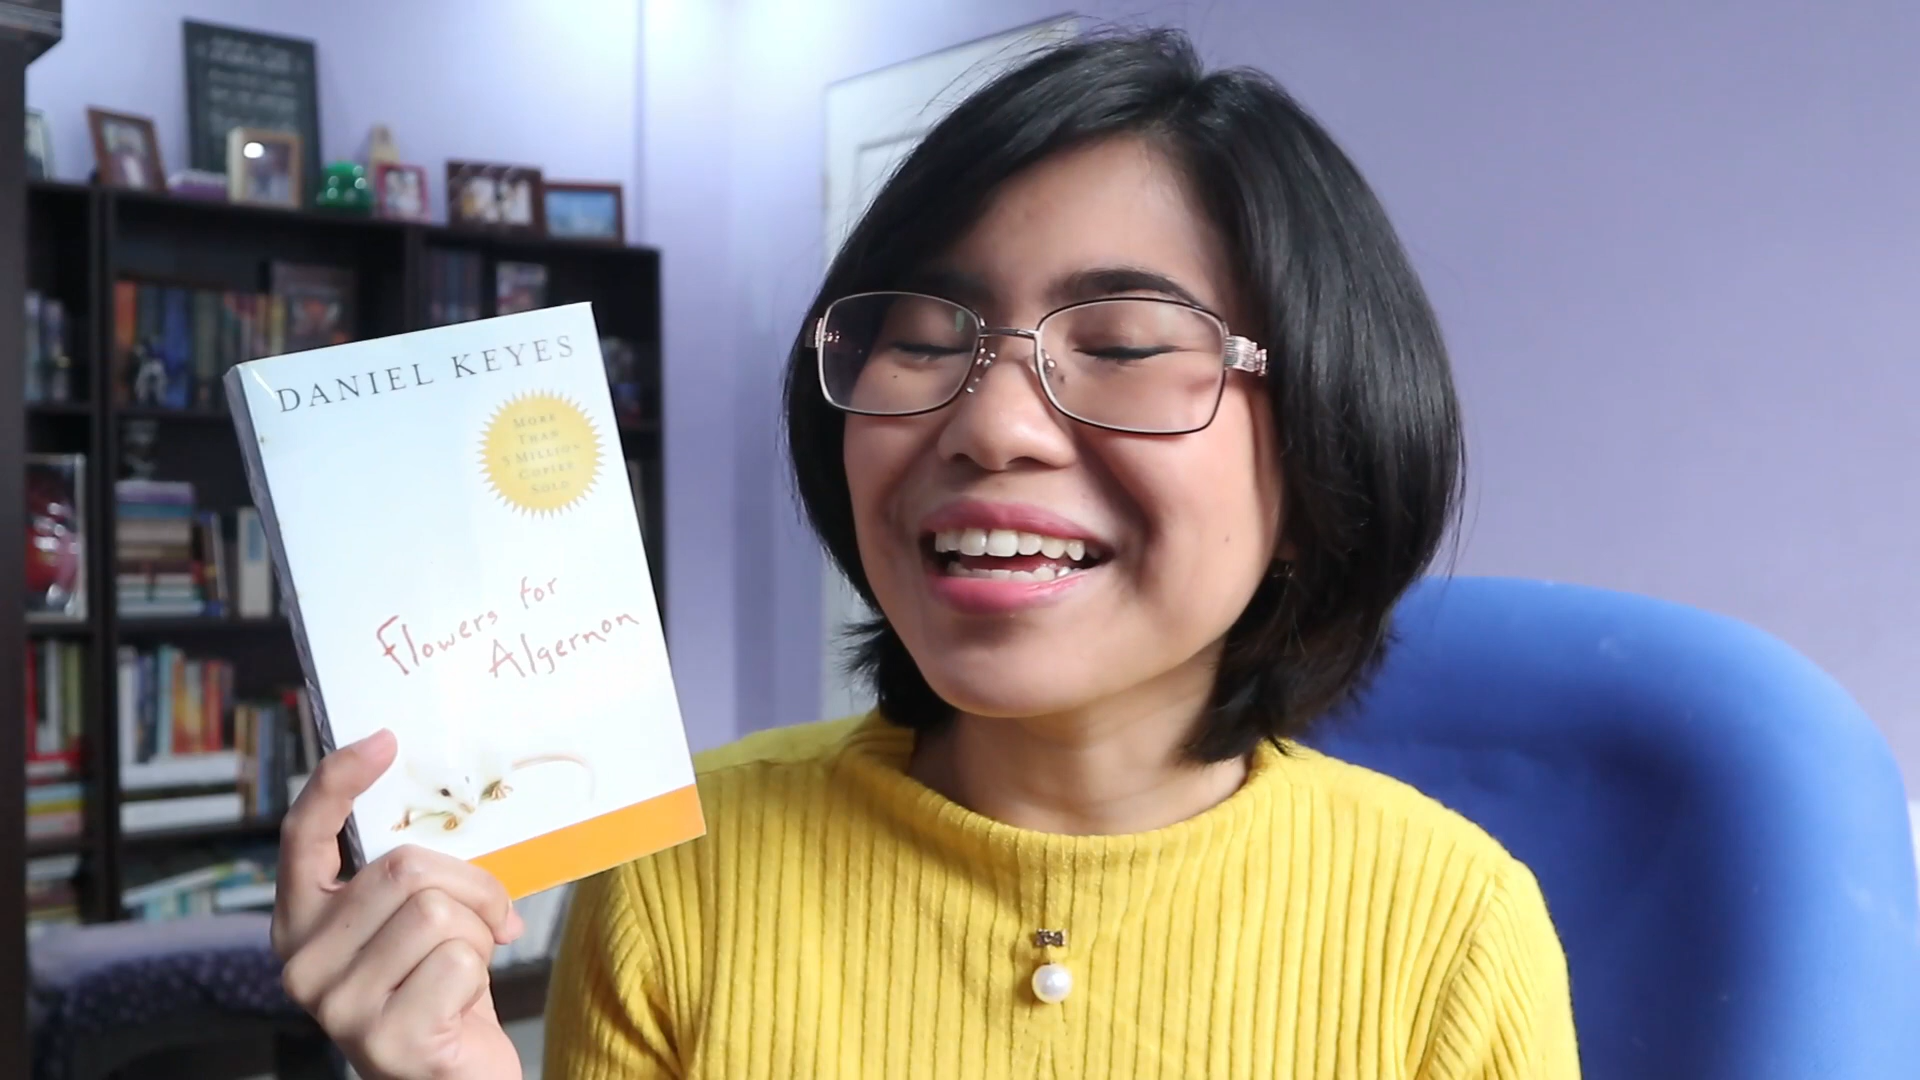 DANIEL KEYES
MORE
THAN
5 MILLION
COPIES
SOLD
Flowers for
Algernon